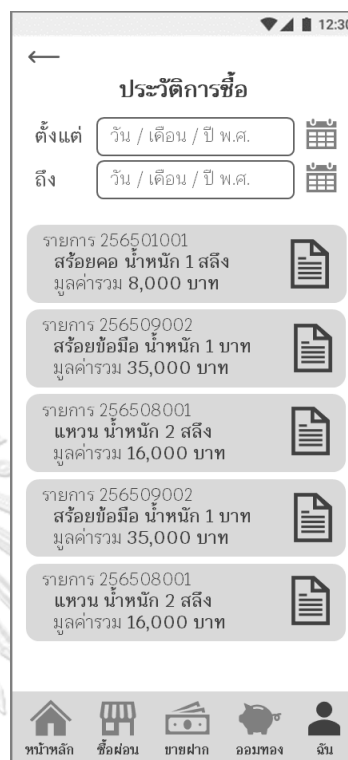 12:30
ประวัติการซื้อ
ตั้งแต่ วัน / เดือน / ปี พ.ศ.
ถึง วัน / เดือน / ปี พ.ศ.
รายการ 256501001
สร้อยคอ น้ำหนัก 1 สลึง
มูลค่ารวม 8,000 บาท
รายการ 256509002
สร้อยข้อมือ น้ำหนัก 1 บาท
มูลค่ารวม 35,000 บาท
รายการ 256508001
แหวน น้ำหนัก 2 สลึง
มูลค่ารวม 16,000 บาท
รายการ 256509002
สร้อยข้อมือ น้ำหนัก 1 บาท
มูลค่ารวม 35,000 บาท
รายการ 256508001
แหวน น้ำหนัก 2 สลึง
มูลค่ารวม 16,000 บาท
หน้าหลัก ซื้อผ่อน ขายฝาก ออมทอง ฉัน